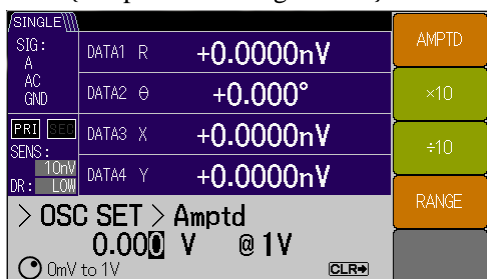 SINGLE
SIG:
A
AC
GND
PRI SEC
SENS:
10nV
DR: LOW
DATA1 R +0.0000nV
DATA2 θ +0.000°
DATA3 X +0.0000nV
DATA4 Y +0.0000nV
> OSC SET > Amptd
0.000 V @ 1V
0mV to 1V CLR→
AMPTD
×10
÷10
RANGE